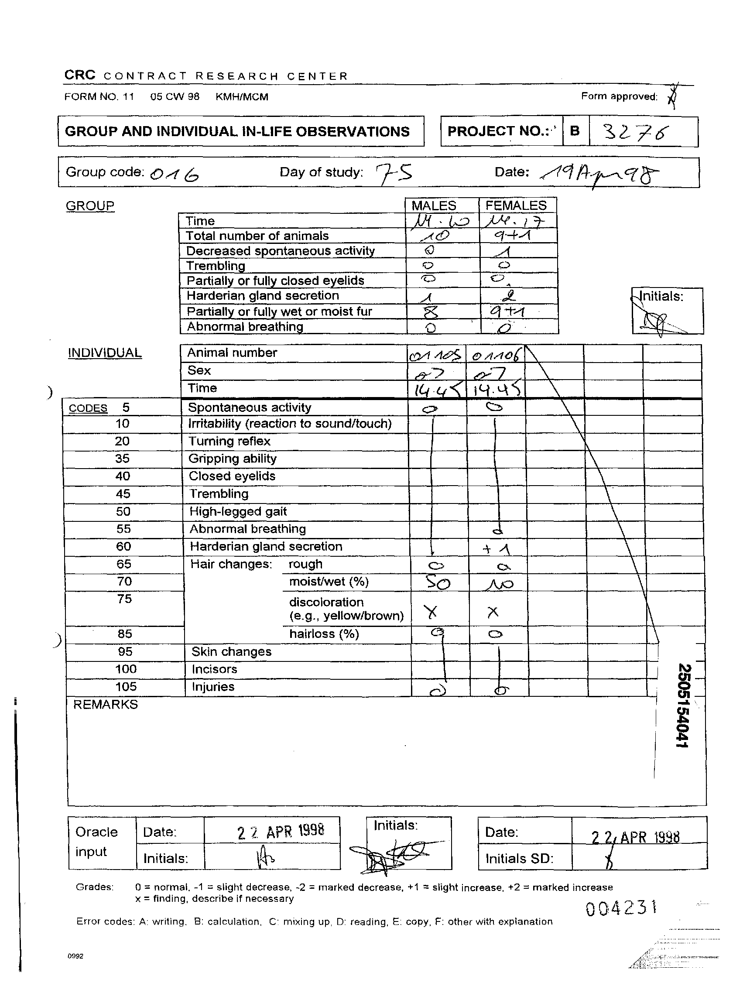 CRC CONTRACT RESEARCH CENTER
FORM NO. 11 05 CW 98 KMH/MCM Form approved:
GROUP AND INDIVIDUAL IN-LIFE OBSERVATIONS PROJECT NO.: B 3276
Group code: 016 Day of study: 75 Date: 19 Apr 98
GROUP MALES FEMALES
Time 14.17
Total number of animals 10 9+1
Decreased spontaneous activity 0 1
Trembling 0 0
Partially or fully closed eyelids 0 0
Harderian gland secretion 1 2
Initials:
Partially or fully wet or moist fur 8 9+1
Abnormal breathing 0 0
INDIVIDUAL Animal number 01105 01106
Sex
Time 14.45 14.45
CODES 5 Spontaneous activity 0 0
10 Irritability (reaction to sound/touch)
20 Turning reflex
35 Gripping ability
40 Closed eyelids
45 Trembling
50 High-legged gait
55 Abnormal breathing 0
60 Harderian gland secretion +1
65 Hair changes: rough 0 0
70 moist/wet (%) 50 10
75 discoloration
(e.g., yellow/brown) X X
85 hairloss (%) 0 0
95 Skin changes
100 Incisors
105 Injuries 0 0
2505154041
REMARKS
Oracle input Date: 22 APR 1998 Initials: Date: 22 APR 1998
Initials: Initials SD:
Grades: 0 = normal, -1 = slight decrease, -2 = marked decrease, +1 = slight increase, +2 = marked increase
x = finding, describe if necessary
004231
Error codes: A: writing, B: calculation, C: mixing up, D: reading, E: copy, F: other with explanation
0992